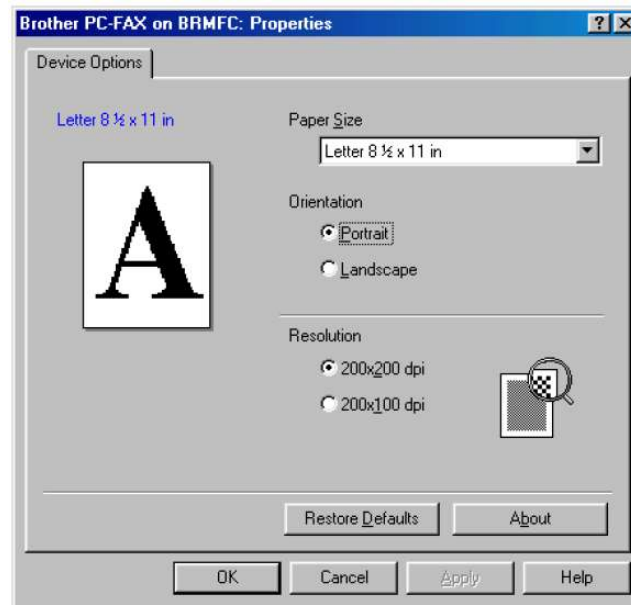 Brother PC-FAX on BRMFC: Properties
Device Options
Letter 8 ½ x 11 in
A
Paper Size
Letter 8 ½ x 11 in
Orientation
Portrait
Landscape
Resolution
200x200 dpi
200x100 dpi
Restore Defaults
About
OK
Cancel
Apply
Help